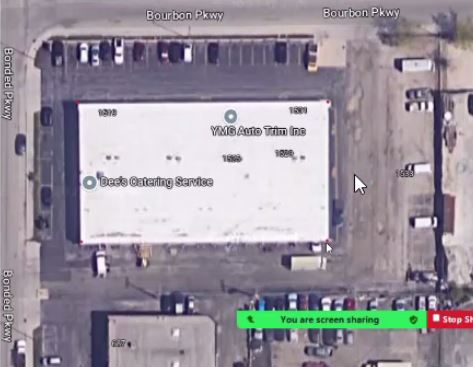 Bourbon Pkwy
Bourbon Pkwy
Bonded Pkwy
1519
1531
YMG Auto Trim Inc
1525
1529
1533
Dee's Catering Service
Bonded Pkwy
You are screen sharing
Stop Sh
617